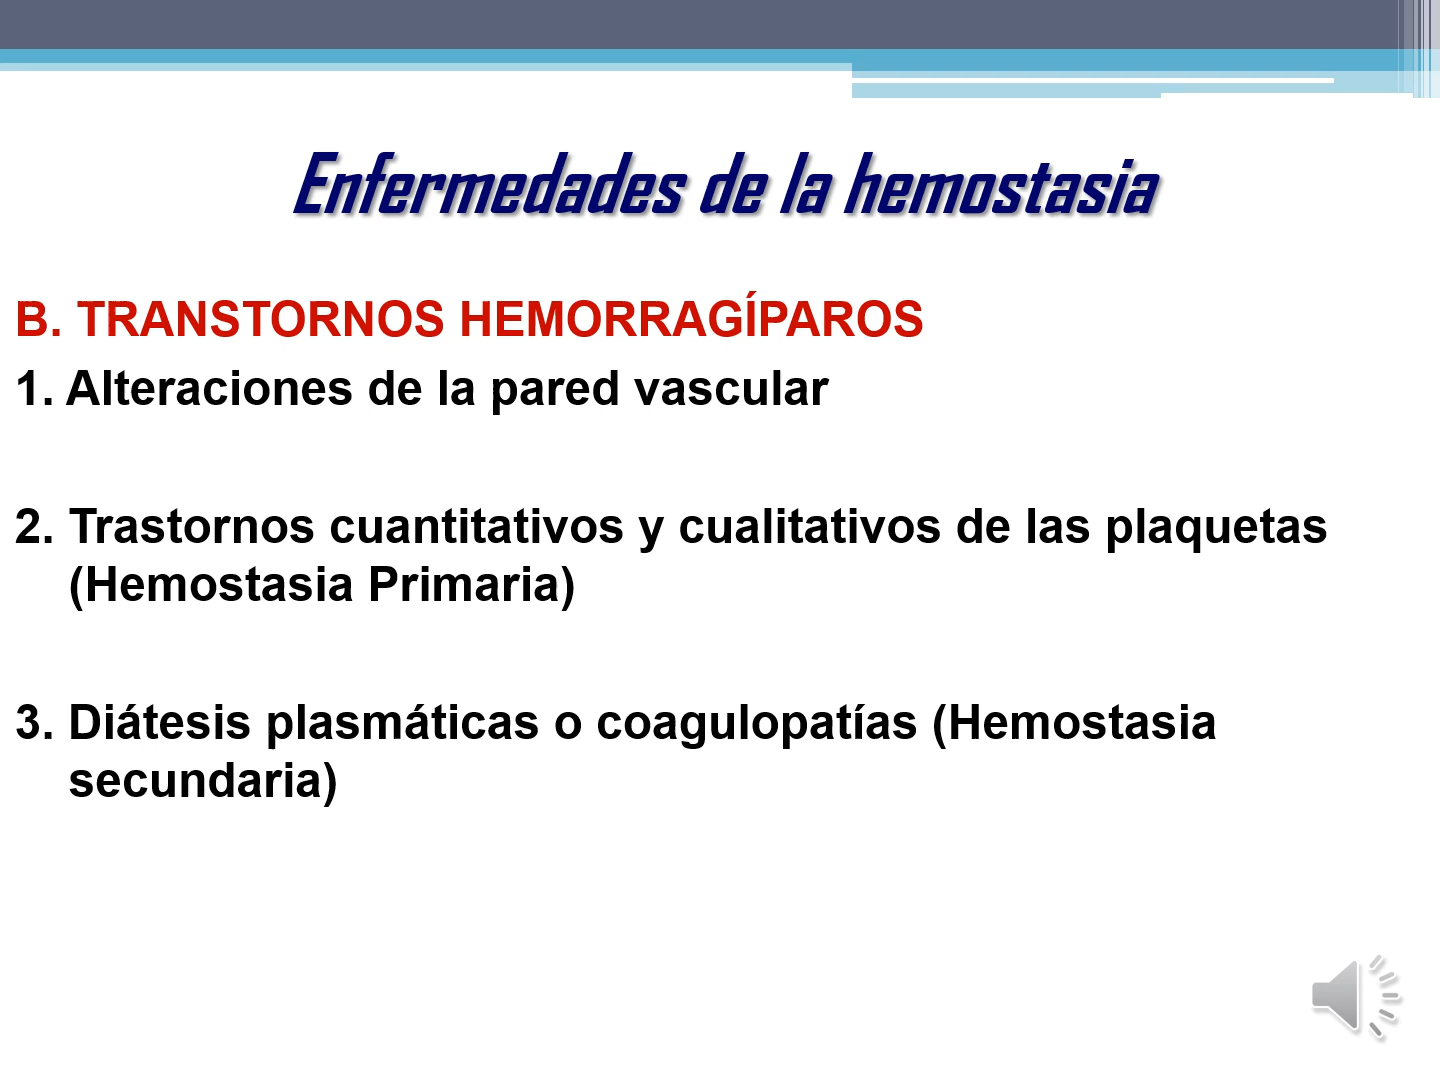 Enfermedades de la hemostasia
B. TRANSTORNOS HEMORRAGÍPAROS
1. Alteraciones de la pared vascular
2. Trastornos cuantitativos y cualitativos de las plaquetas
(Hemostasia Primaria)
3. Diátesis plasmáticas o coagulopatías (Hemostasia
secundaria)